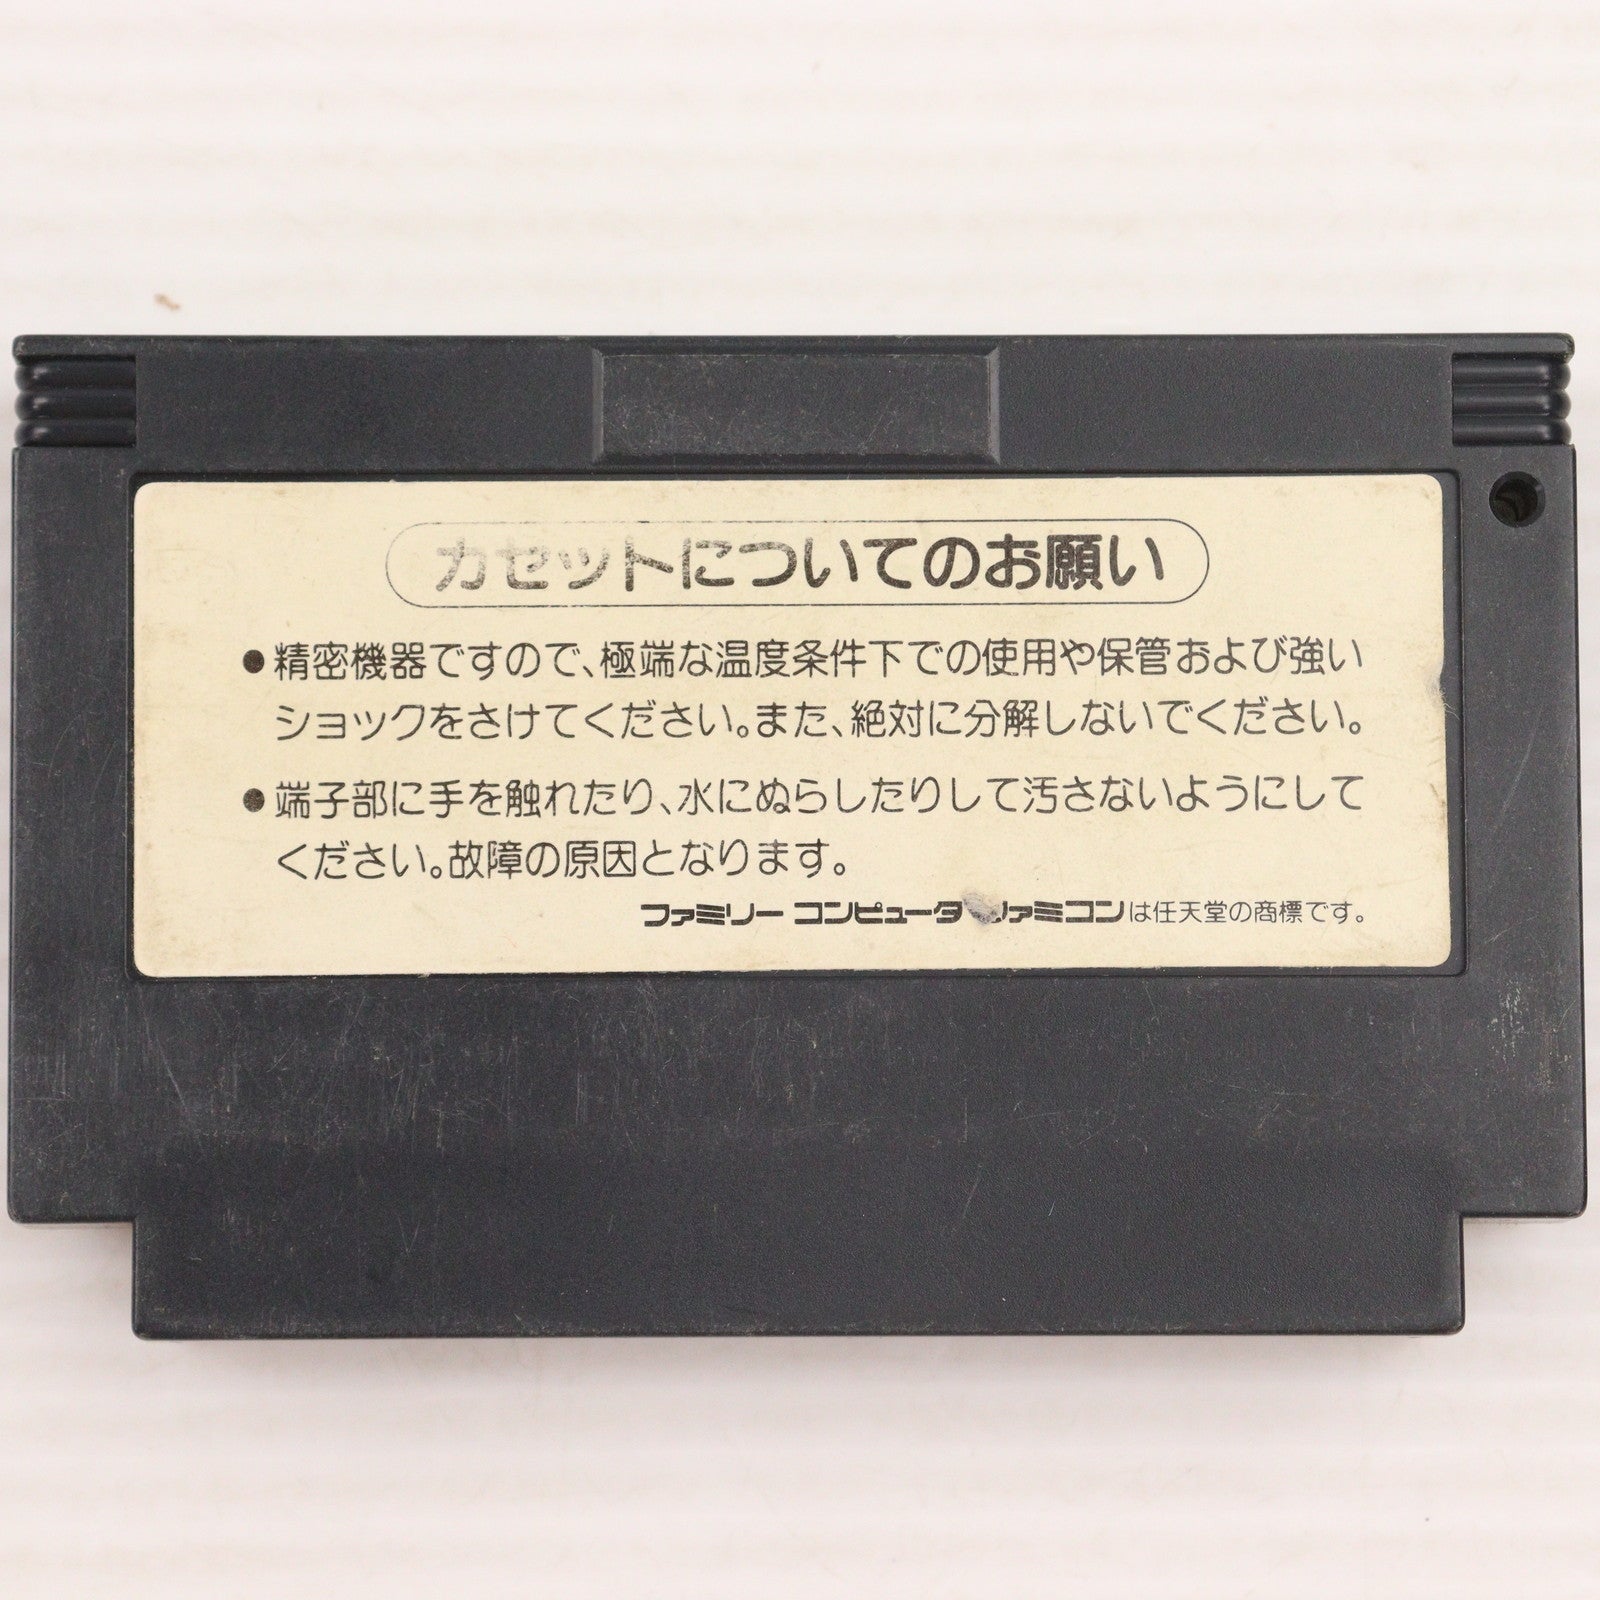 カセットについてのお願い
●精密機器ですので、極端な温度条件下での使用や保管および強い
ショックをさけてください。また、絶対に分解しないでください。
●端子部に手を触れたり、水にぬらしたりして汚さないようにして
ください。故障の原因となります。
ファミリー コンピュータ ファミコンは任天堂の商標です。